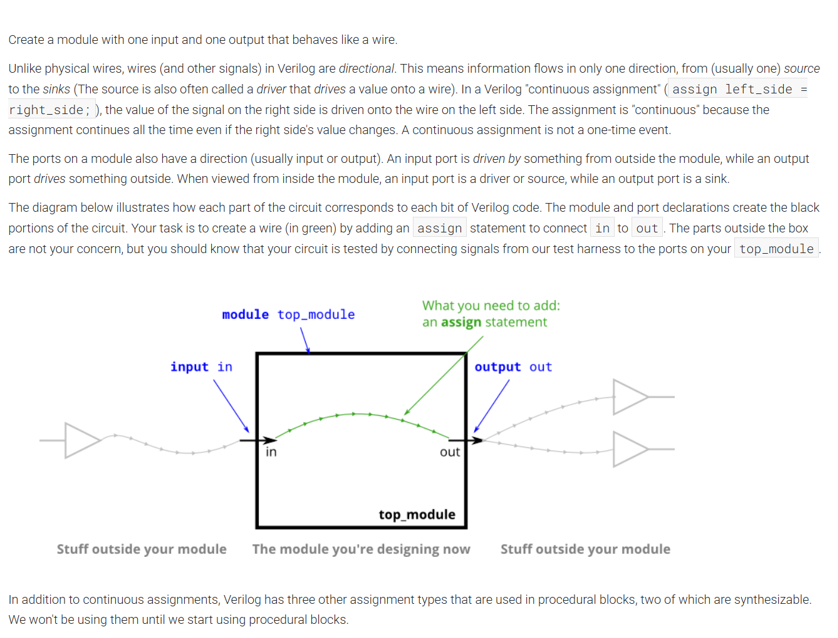 Create a module with one input and one output that behaves like a wire.
Unlike physical wires, wires (and other signals) in Verilog are directional. This means information flows in only one direction, from (usually one) source
to the sinks (The source is also often called a driver that drives a value onto a wire). In a Verilog "continuous assignment" ( assign left_side =
right_side; ), the value of the signal on the right side is driven onto the wire on the left side. The assignment is "continuous" because the
assignment continues all the time even if the right side's value changes. A continuous assignment is not a one-time event.
The ports on a module also have a direction (usually input or output). An input port is driven by something from outside the module, while an output
port drives something outside. When viewed from inside the module, an input port is a driver or source, while an output port is a sink.
The diagram below illustrates how each part of the circuit corresponds to each bit of Verilog code. The module and port declarations create the black
portions of the circuit. Your task is to create a wire (in green) by adding an assign statement to connect in to out . The parts outside the box
are not your concern, but you should know that your circuit is tested by connecting signals from our test harness to the ports on your top_module .
What you need to add:
an assign statement
module top_module
input in
output out
in
out
top_module
Stuff outside your module
The module you're designing now
Stuff outside your module
In addition to continuous assignments, Verilog has three other assignment types that are used in procedural blocks, two of which are synthesizable.
We won't be using them until we start using procedural blocks.